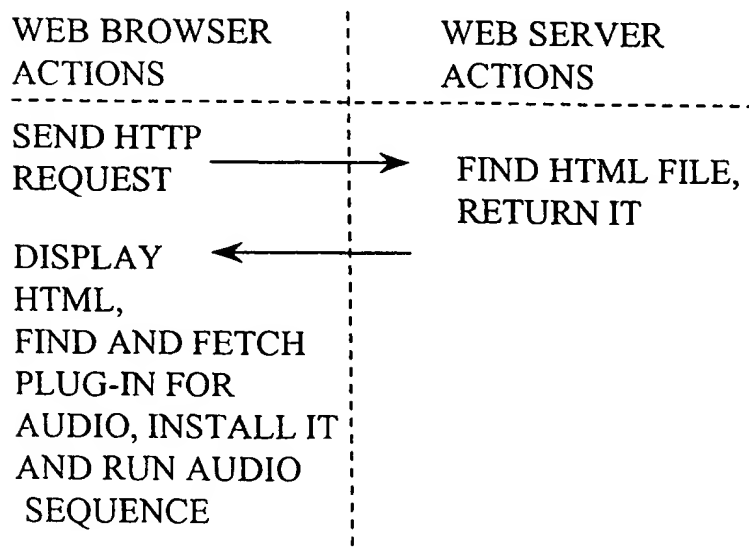 WEB BROWSER
ACTIONS
WEB SERVER
ACTIONS
SEND HTTP
REQUEST
FIND HTML FILE,
RETURN IT
DISPLAY
HTML,
FIND AND FETCH
PLUG-IN FOR
AUDIO, INSTALL IT
AND RUN AUDIO
SEQUENCE